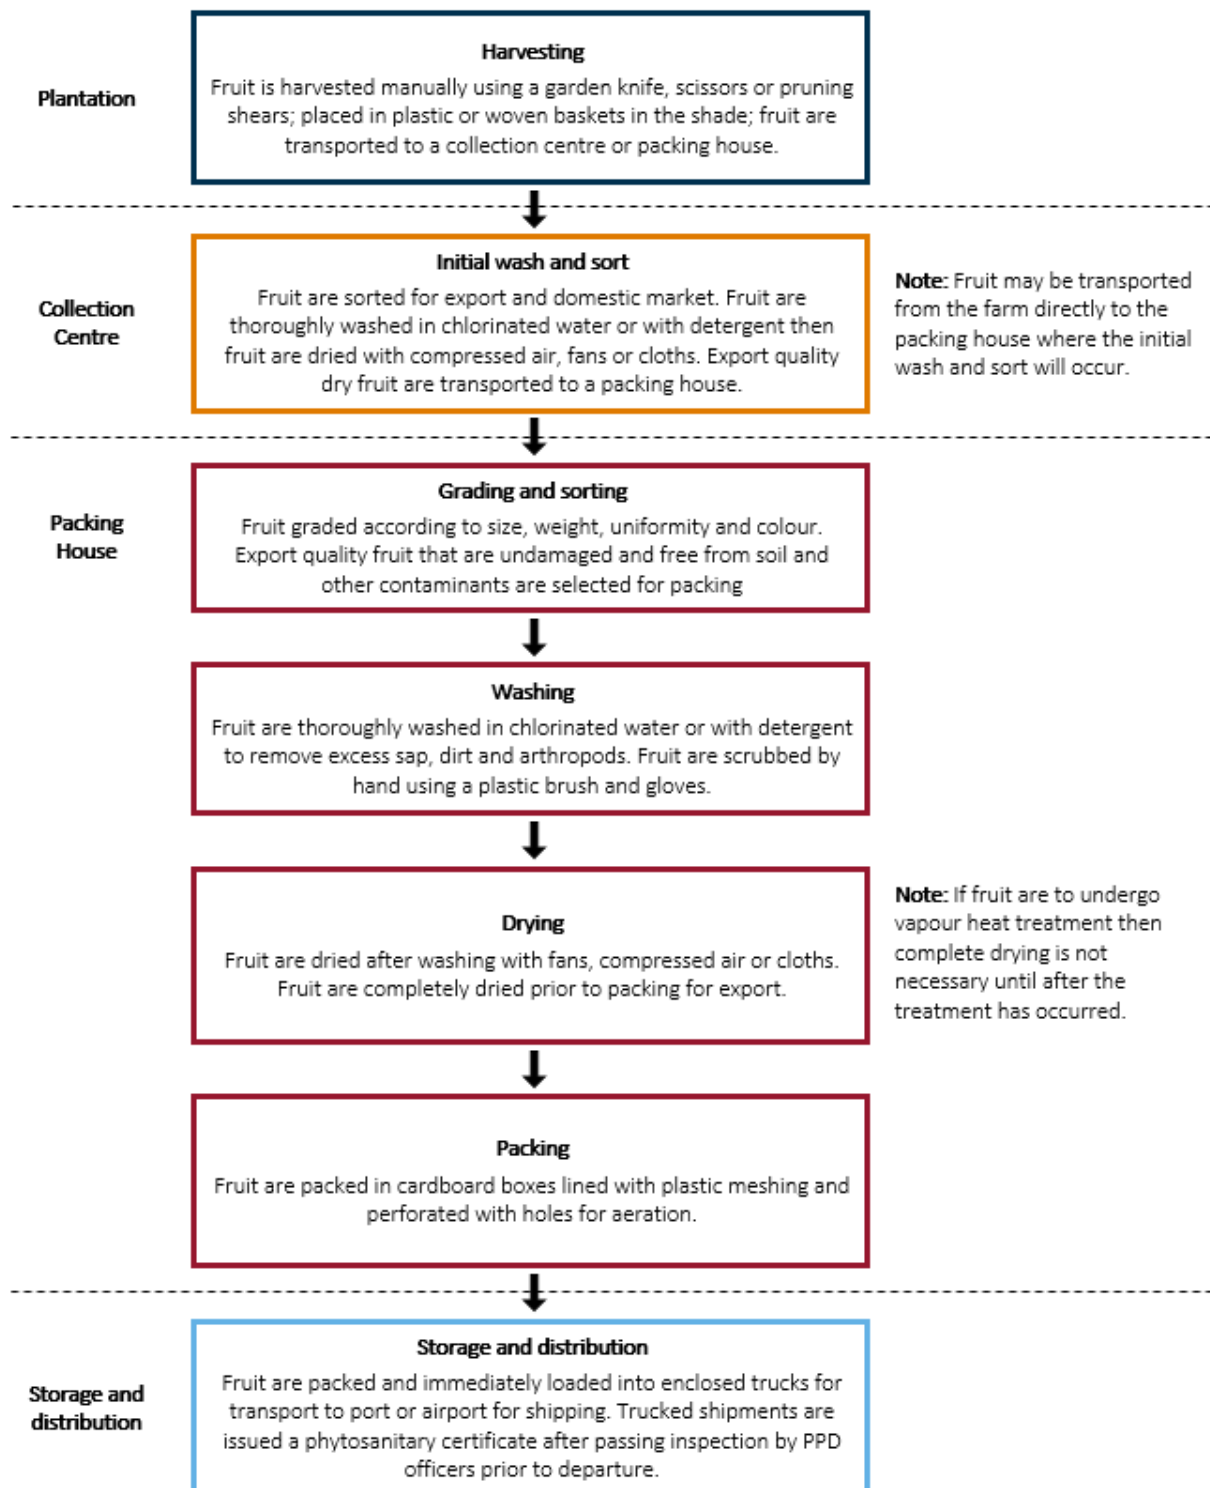 Harvesting
Plantation
Fruit is harvested manually using a garden knife, scissors or pruning
shears; placed in plastic or woven baskets in the shade; fruit are
transported to a collection centre or packing house.
Initial wash and sort
Collection
Centre
Fruit are sorted for export and domestic market. Fruit are
thoroughly washed in chlorinated water or with detergent then
fruit are dried with compressed air, fans or cloths. Export quality
dry fruit are transported to a packing house.
Note: Fruit may be transported
from the farm directly to the
packing house where the initial
wash and sort will occur.
Grading and sorting
Packing
House
Fruit graded according to size, weight, uniformity and colour.
Export quality fruit that are undamaged and free from soil and
other contaminants are selected for packing
Washing
Fruit are thoroughly washed in chlorinated water or with detergent
to remove excess sap, dirt and arthropods. Fruit are scrubbed by
hand using a plastic brush and gloves.
Drying
Fruit are dried after washing with fans, compressed air or cloths.
Fruit are completely dried prior to packing for export.
Note: If fruit are to undergo
vapour heat treatment then
complete drying is not
necessary until after the
treatment has occurred.
Packing
Fruit are packed in cardboard boxes lined with plastic meshing and
perforated with holes for aeration.
Storage and distribution
Storage and
distribution
Fruit are packed and immediately loaded into enclosed trucks for
transport to port or airport for shipping. Trucked shipments are
issued a phytosanitary certificate after passing inspection by PPD
officers prior to departure.